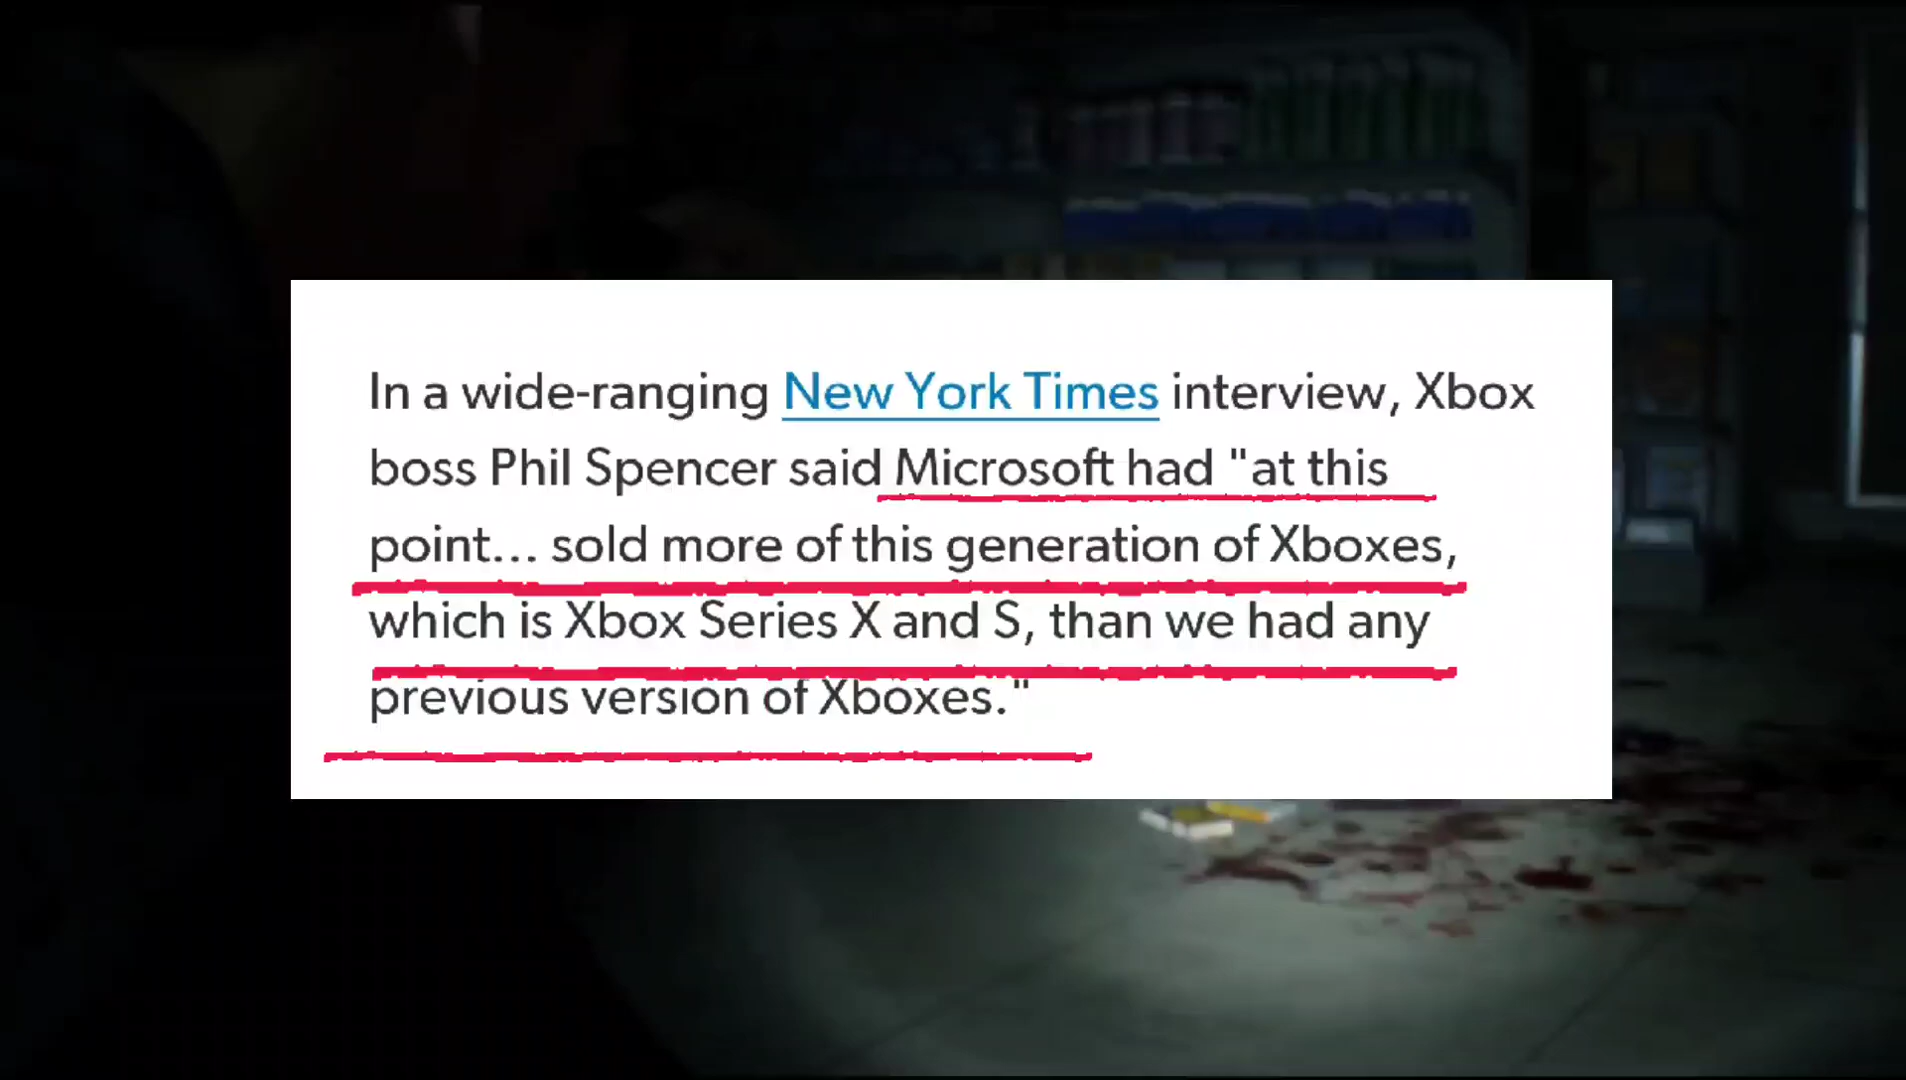 In a wide-ranging New York Times interview, Xbox
boss Phil Spencer said Microsoft had "at this
point... sold more of this generation of Xboxes,
which is Xbox Series X and S, than we had any
previous version of Xboxes."